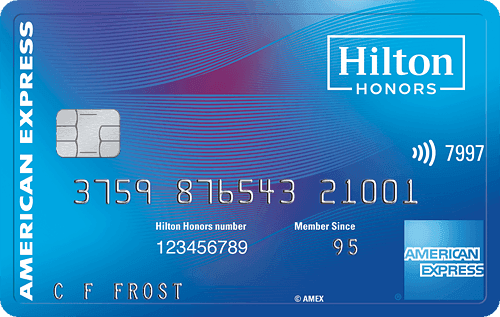 AMERICAN EXPRESS
Hilton
HONORS
7997
3759 876543 21001
Hilton Honors number
Member Since
123456789
95
AMERICAN
EXPRESS
C F FROST
© AMEX